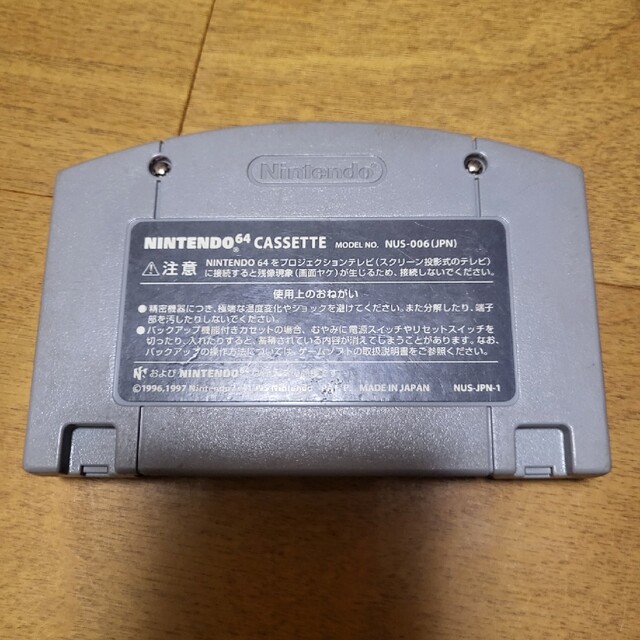 Nintendo
NINTENDO64 CASSETTE MODEL NO. NUS-006(JPN)
⚠注意 NINTENDO 64 をプロジェクションテレビ(スクリーン投影式のテレビ)
に接続すると残像現象(画面ヤケ)が生じるため、接続しないでください。
使用上のおねがい
●精密機器につき、極端な温度変化やショックを避けてください。また分解したり、端子
部を汚したりしないでください。
●バックアップ機能付きカセットの場合、むやみに電源スイッチやリセットスイッチを
切ったり、入れたりすると、蓄積されている内容が消えてしまうことがあります。なお、
バックアップの操作方法については、ゲームソフトの取扱説明書をご参照ください。
および NINTENDO64
©1996,1997 Nintendo Nintendo MADE IN JAPAN NUS-JPN-1